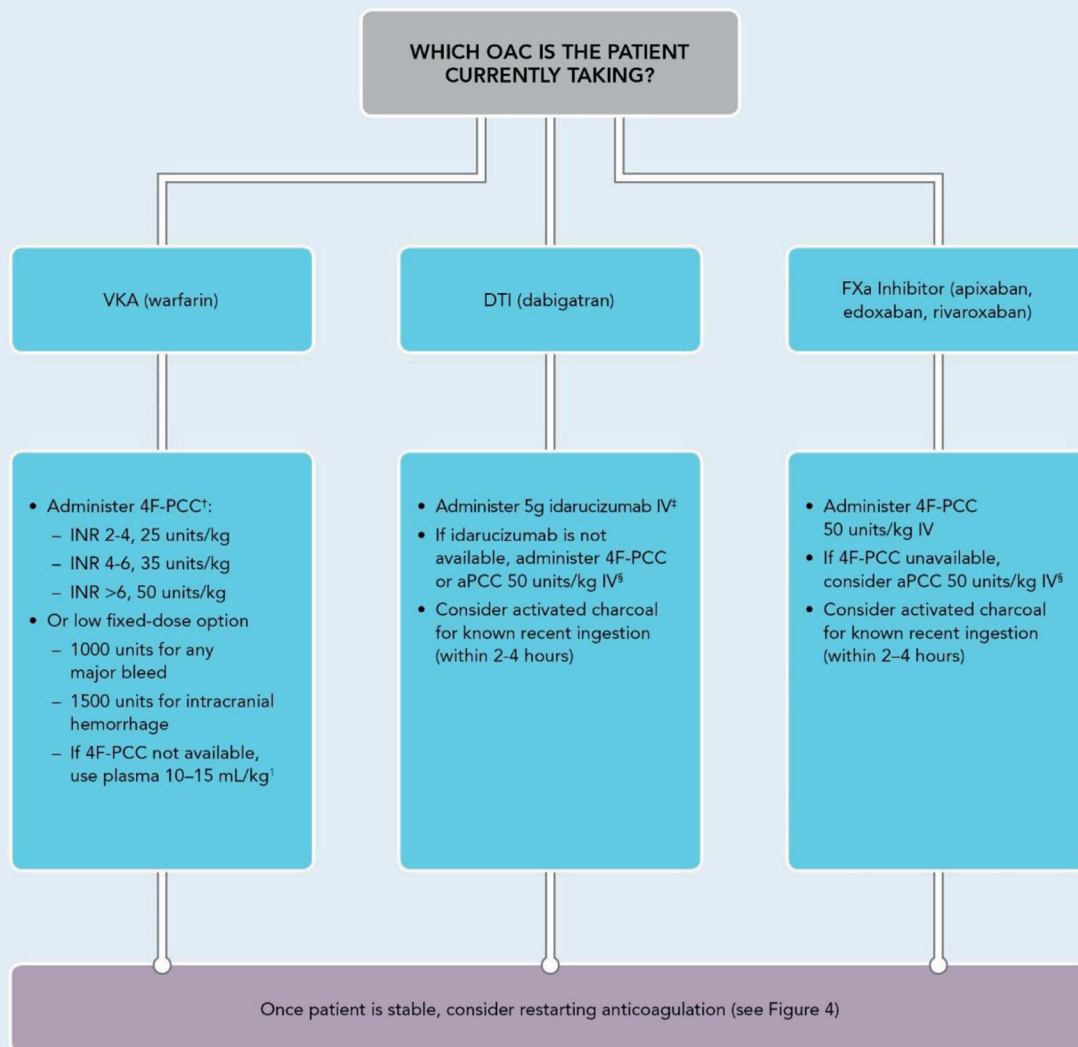 WHICH OAC IS THE PATIENT
CURRENTLY TAKING?
VKA (warfarin)
DTI (dabigatran)
FXa Inhibitor (apixaban,
edoxaban, rivaroxaban)
• Administer 4F-PCC†:
– INR 2-4, 25 units/kg
– INR 4-6, 35 units/kg
– INR >6, 50 units/kg
• Or low fixed-dose option
– 1000 units for any
major bleed
– 1500 units for intracranial
hemorrhage
– If 4F-PCC not available,
use plasma 10–15 mL/kg†
• Administer 5g idarucizumab IV‡
• If idarucizumab is not
available, administer 4F-PCC
or aPCC 50 units/kg IV§
• Consider activated charcoal
for known recent ingestion
(within 2-4 hours)
• Administer 4F-PCC
50 units/kg IV
• If 4F-PCC unavailable,
consider aPCC 50 units/kg IV§
• Consider activated charcoal
for known recent ingestion
(within 2–4 hours)
Once patient is stable, consider restarting anticoagulation (see Figure 4)